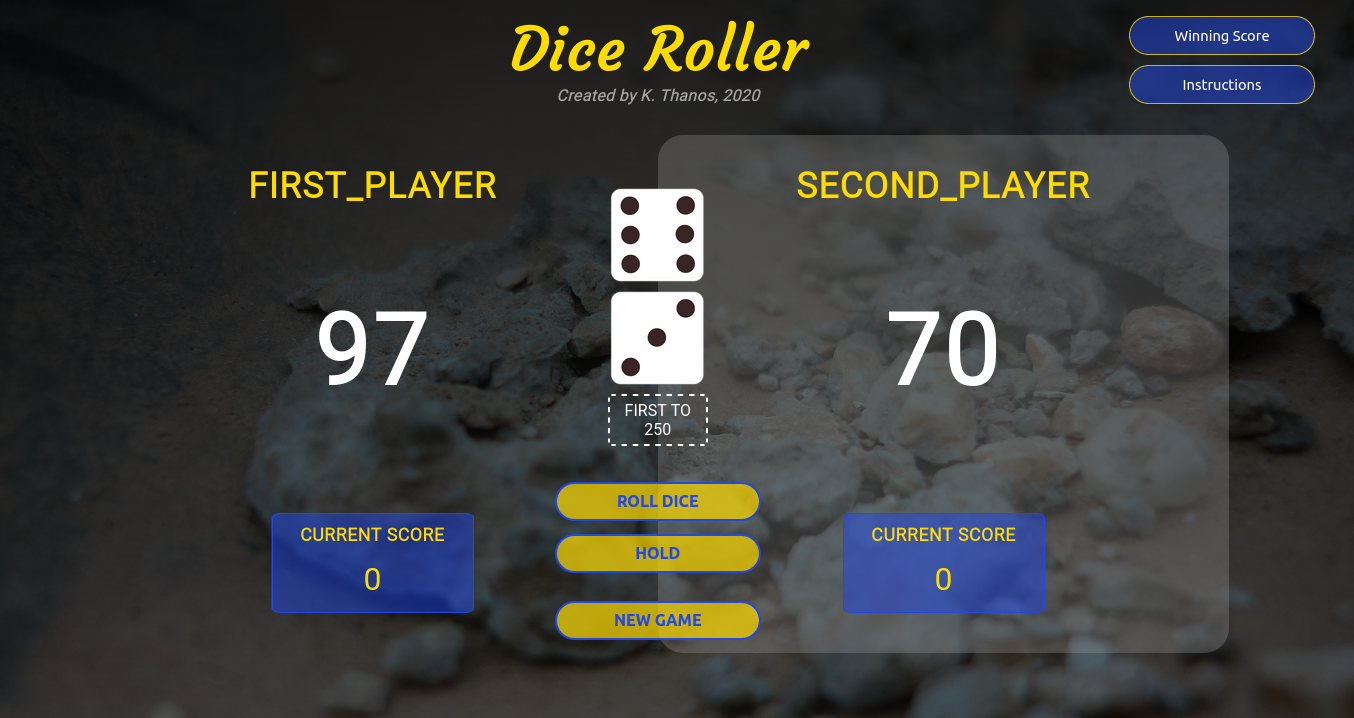 Dice Roller
Created by K. Thanos, 2020
Winning Score
Instructions
FIRST_PLAYER
SECOND_PLAYER
97
70
FIRST TO
250
ROLL DICE
HOLD
NEW GAME
CURRENT SCORE
0
CURRENT SCORE
0